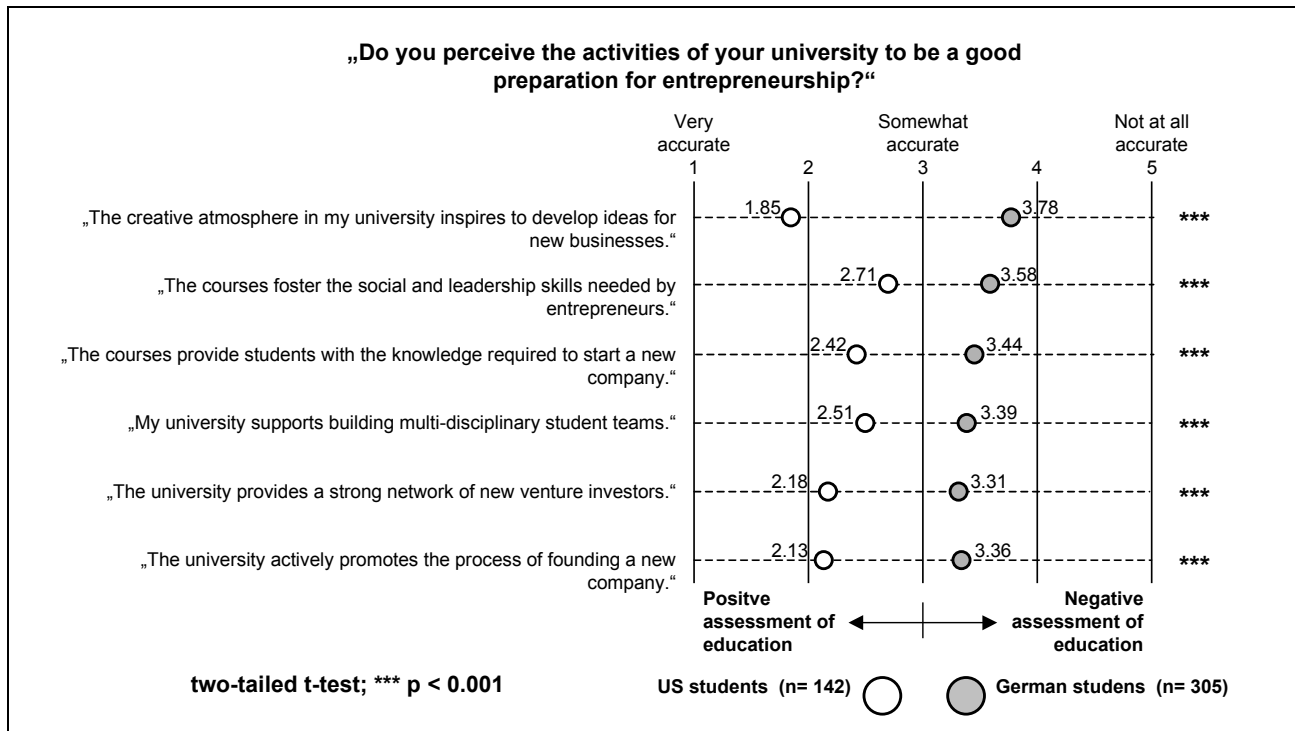 „Do you perceive the activities of your university to be a good
preparation for entrepreneurship?“
Very
accurate
Somewhat
accurate
Not at all
accurate
1 2 3 4 5
„The creative atmosphere in my university inspires to develop ideas for
new businesses.“
1.85 3.78 ***
„The courses foster the social and leadership skills needed by
entrepreneurs.“
2.71 3.58 ***
„The courses provide students with the knowledge required to start a new
company.“
2.42 3.44 ***
„My university supports building multi-disciplinary student teams.“
2.51 3.39 ***
„The university provides a strong network of new venture investors.“
2.18 3.31 ***
„The university actively promotes the process of founding a new
company.“
2.13 3.36 ***
Positve
assessment of
education
Negative
assessment of
education
two-tailed t-test; *** p < 0.001
US students (n= 142)
German studens (n= 305)